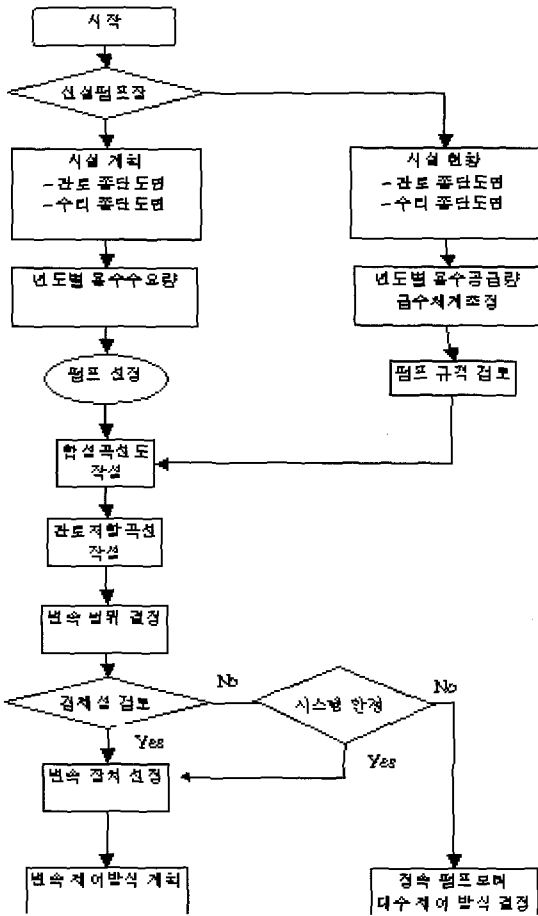 시작
신설펌프장
시설 계획
-관로 종단도면
-수리 종단도면
시설 현황
-관로 종단도면
-수리 종단도면
년도별 용수수요량
년도별 용수공급량
급수체계조정
펌프 선정
펌프 규격 검토
합성곡선도
작성
관로저항곡선
작성
변속 범위 결정
경제성 검토
No
시스템 한정
No
Yes
Yes
변속 장치 선정
변속 제어방식 계획
정속 펌프모터
대수 제어 방식 결정